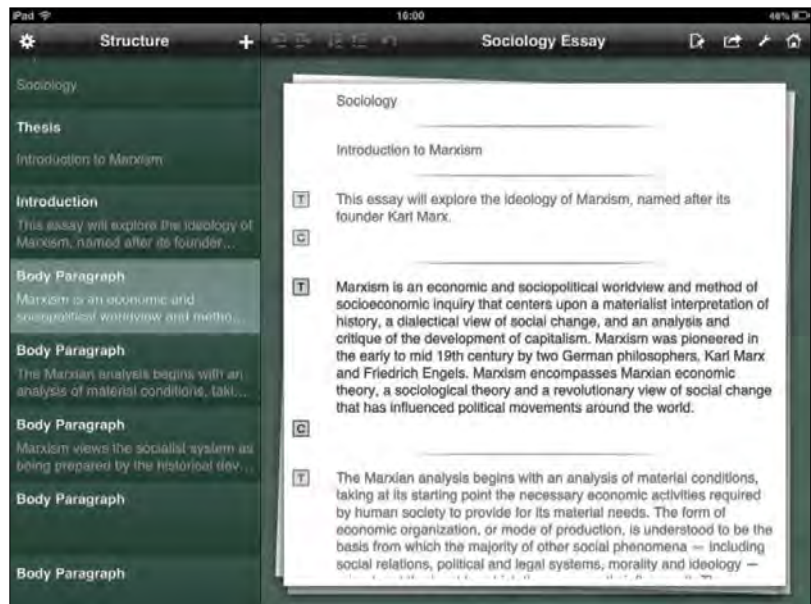 iPad 16:00 46%
Structure +
Sociology Essay
Sociology
Thesis
Introduction to Marxism
Introduction
This essay will explore the ideology of
Marxism, named after its founder...
Body Paragraph
Marxism is an economic and
sociopolitical worldview and metho...
Body Paragraph
The Marxian analysis begins with an
analysis of material conditions, taki...
Body Paragraph
Marxism views the socialist system as
being prepared by the historical dev...
Body Paragraph
Body Paragraph
Sociology
Introduction to Marxism
T This essay will explore the ideology of Marxism, named after its
founder Karl Marx.
C
T Marxism is an economic and sociopolitical worldview and method of
socioeconomic inquiry that centers upon a materialist interpretation of
history, a dialectical view of social change, and an analysis and
critique of the development of capitalism. Marxism was pioneered in
the early to mid 19th century by two German philosophers, Karl Marx
and Friedrich Engels. Marxism encompasses Marxian economic
theory, a sociological theory and a revolutionary view of social change
that has influenced political movements around the world.
C
T The Marxian analysis begins with an analysis of material conditions,
taking at its starting point the necessary economic activities required
by human society to provide for its material needs. The form of
economic organization, or mode of production, is understood to be the
basis from which the majority of other social phenomena — including
social relations, political and legal systems, morality and ideology —